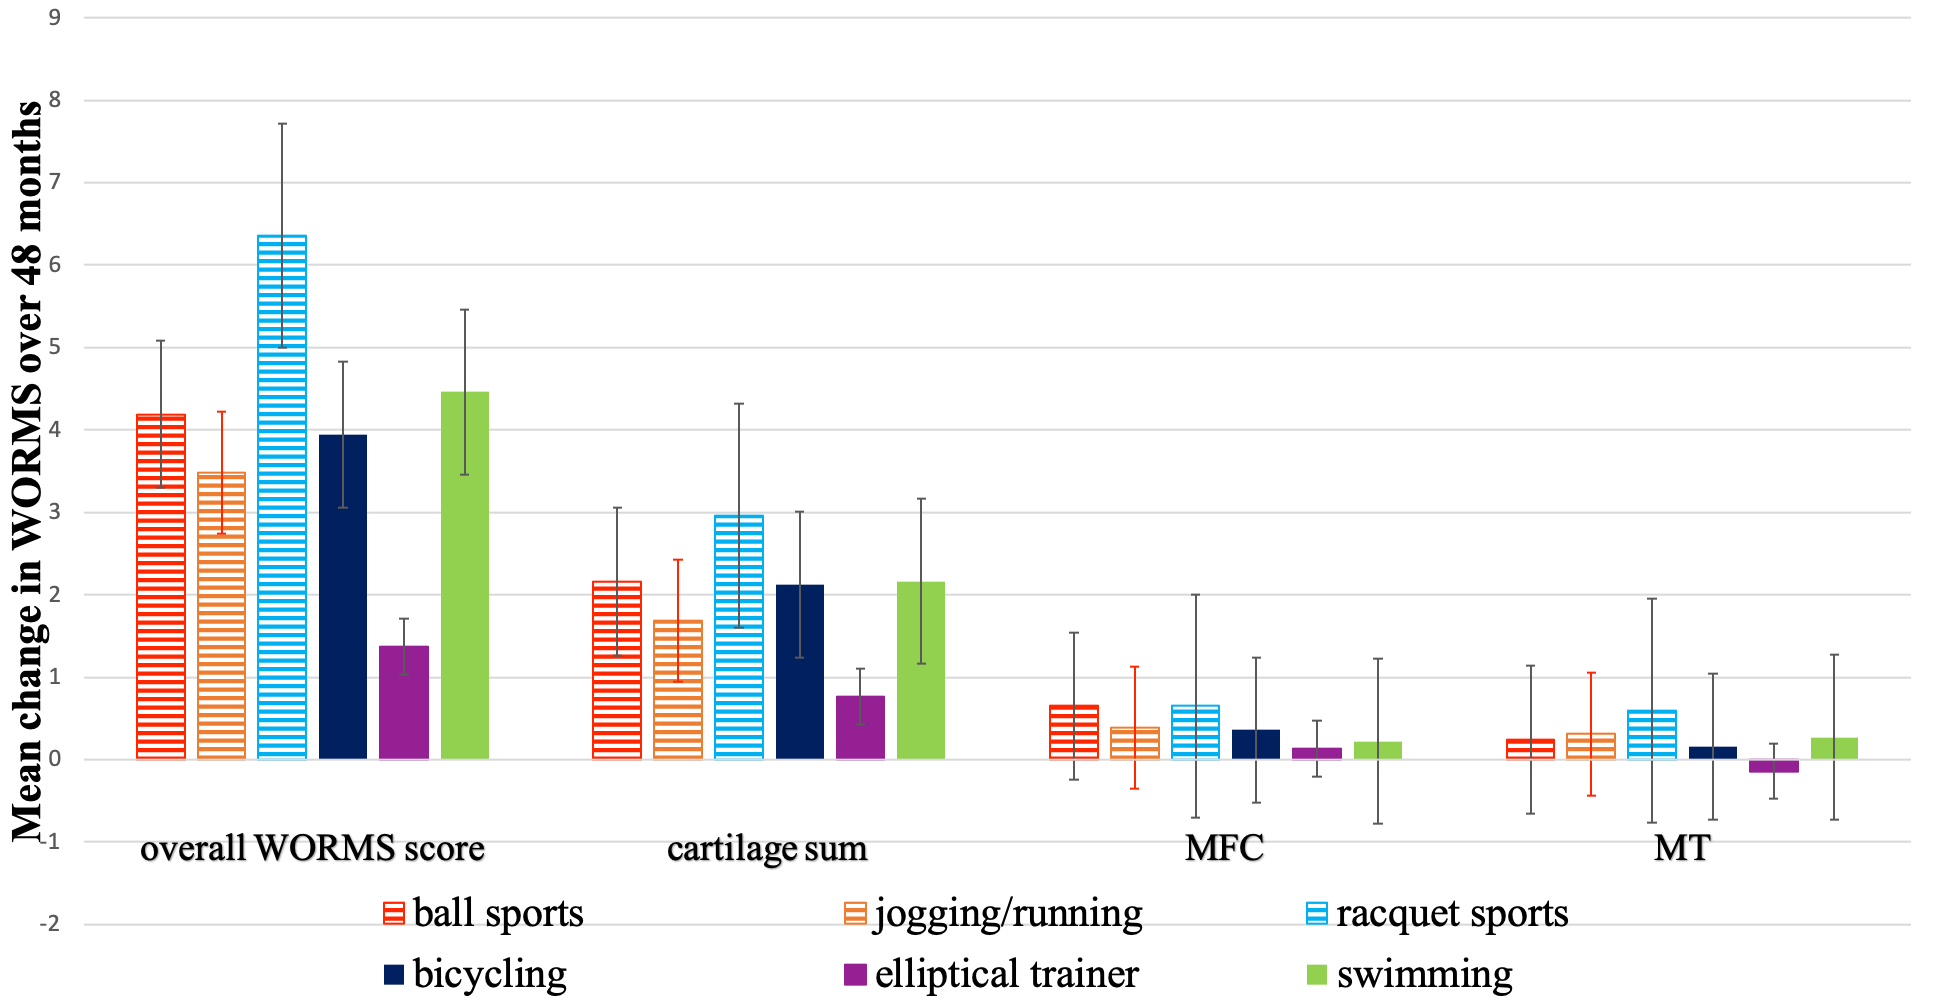 Mean change in WORMS over 48 months
9
8
7
6
5
4
3
2
1
0
-1
-2
overall WORMS score
cartilage sum
MFC
MT
ball sports
jogging/running
racquet sports
bicycling
elliptical trainer
swimming